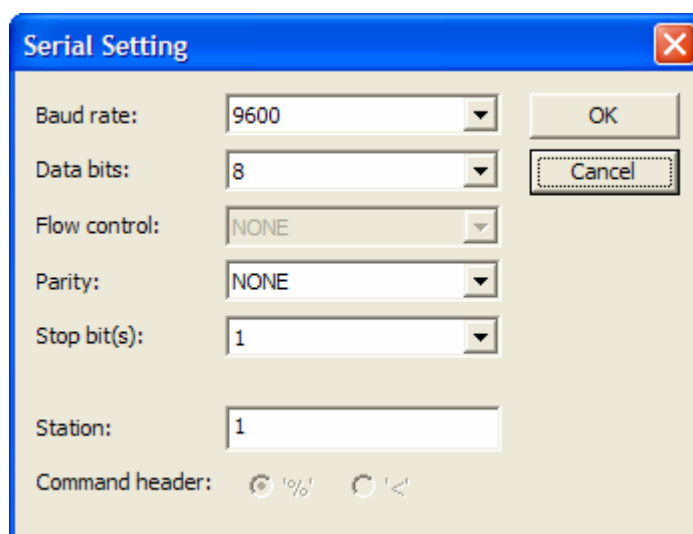 Serial Setting
Baud rate: 9600 OK
Data bits: 8 Cancel
Flow control: NONE
Parity: NONE
Stop bit(s): 1
Station: 1
Command header: '%' '<'